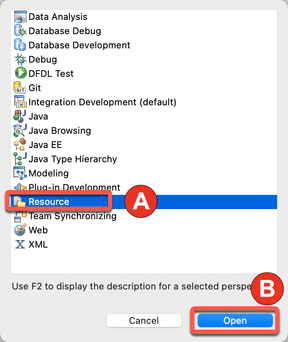 Data Analysis
Database Debug
Database Development
Debug
DFDL Test
Git
Integration Development (default)
Java
Java Browsing
Java EE
Java Type Hierarchy
Modeling
Plug-in Development
Resource
A
Team Synchronizing
Web
XML
B
Use F2 to display the description for a selected
Cancel
Open